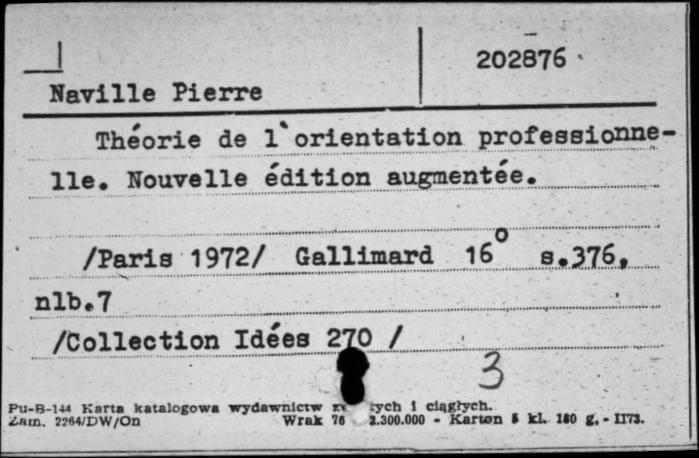 202876
Naville Pierre
Théorie de l'orientation professionne-
lle. Nouvelle édition augmentée.
/Paris 1972/ Gallimard 16° s.376,
nlb.7
/Collection Idées 270 /
3
Pu-B-144 Karta katalogowa wydawnictw i ciągłych.
Zam. 2264/DW/On Wrak 76 2.300.000 - Karton kl. 180 g. - II73.